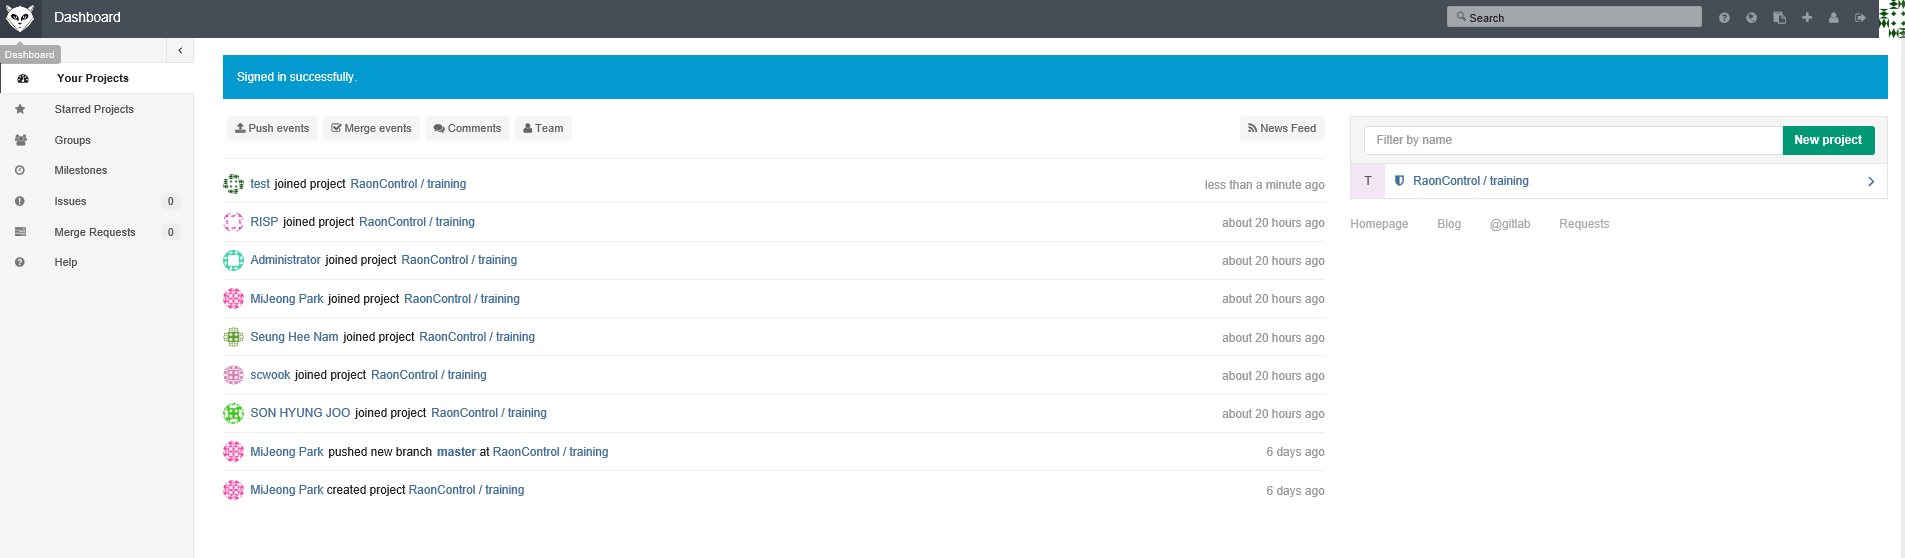 Dashboard
Search
Dashboard
Your Projects
Starred Projects
Groups
Milestones
Issues 0
Merge Requests 0
Help
Signed in successfully.
Push events Merge events Comments Team News Feed
test joined project RaonControl / training less than a minute ago
RISP joined project RaonControl / training about 20 hours ago
Administrator joined project RaonControl / training about 20 hours ago
MiJeong Park joined project RaonControl / training about 20 hours ago
Seung Hee Nam joined project RaonControl / training about 20 hours ago
scwook joined project RaonControl / training about 20 hours ago
SON HYUNG JOO joined project RaonControl / training about 20 hours ago
MiJeong Park pushed new branch master at RaonControl / training 6 days ago
MiJeong Park created project RaonControl / training 6 days ago
Filter by name New project
T RaonControl / training
Homepage Blog @gitlab Requests